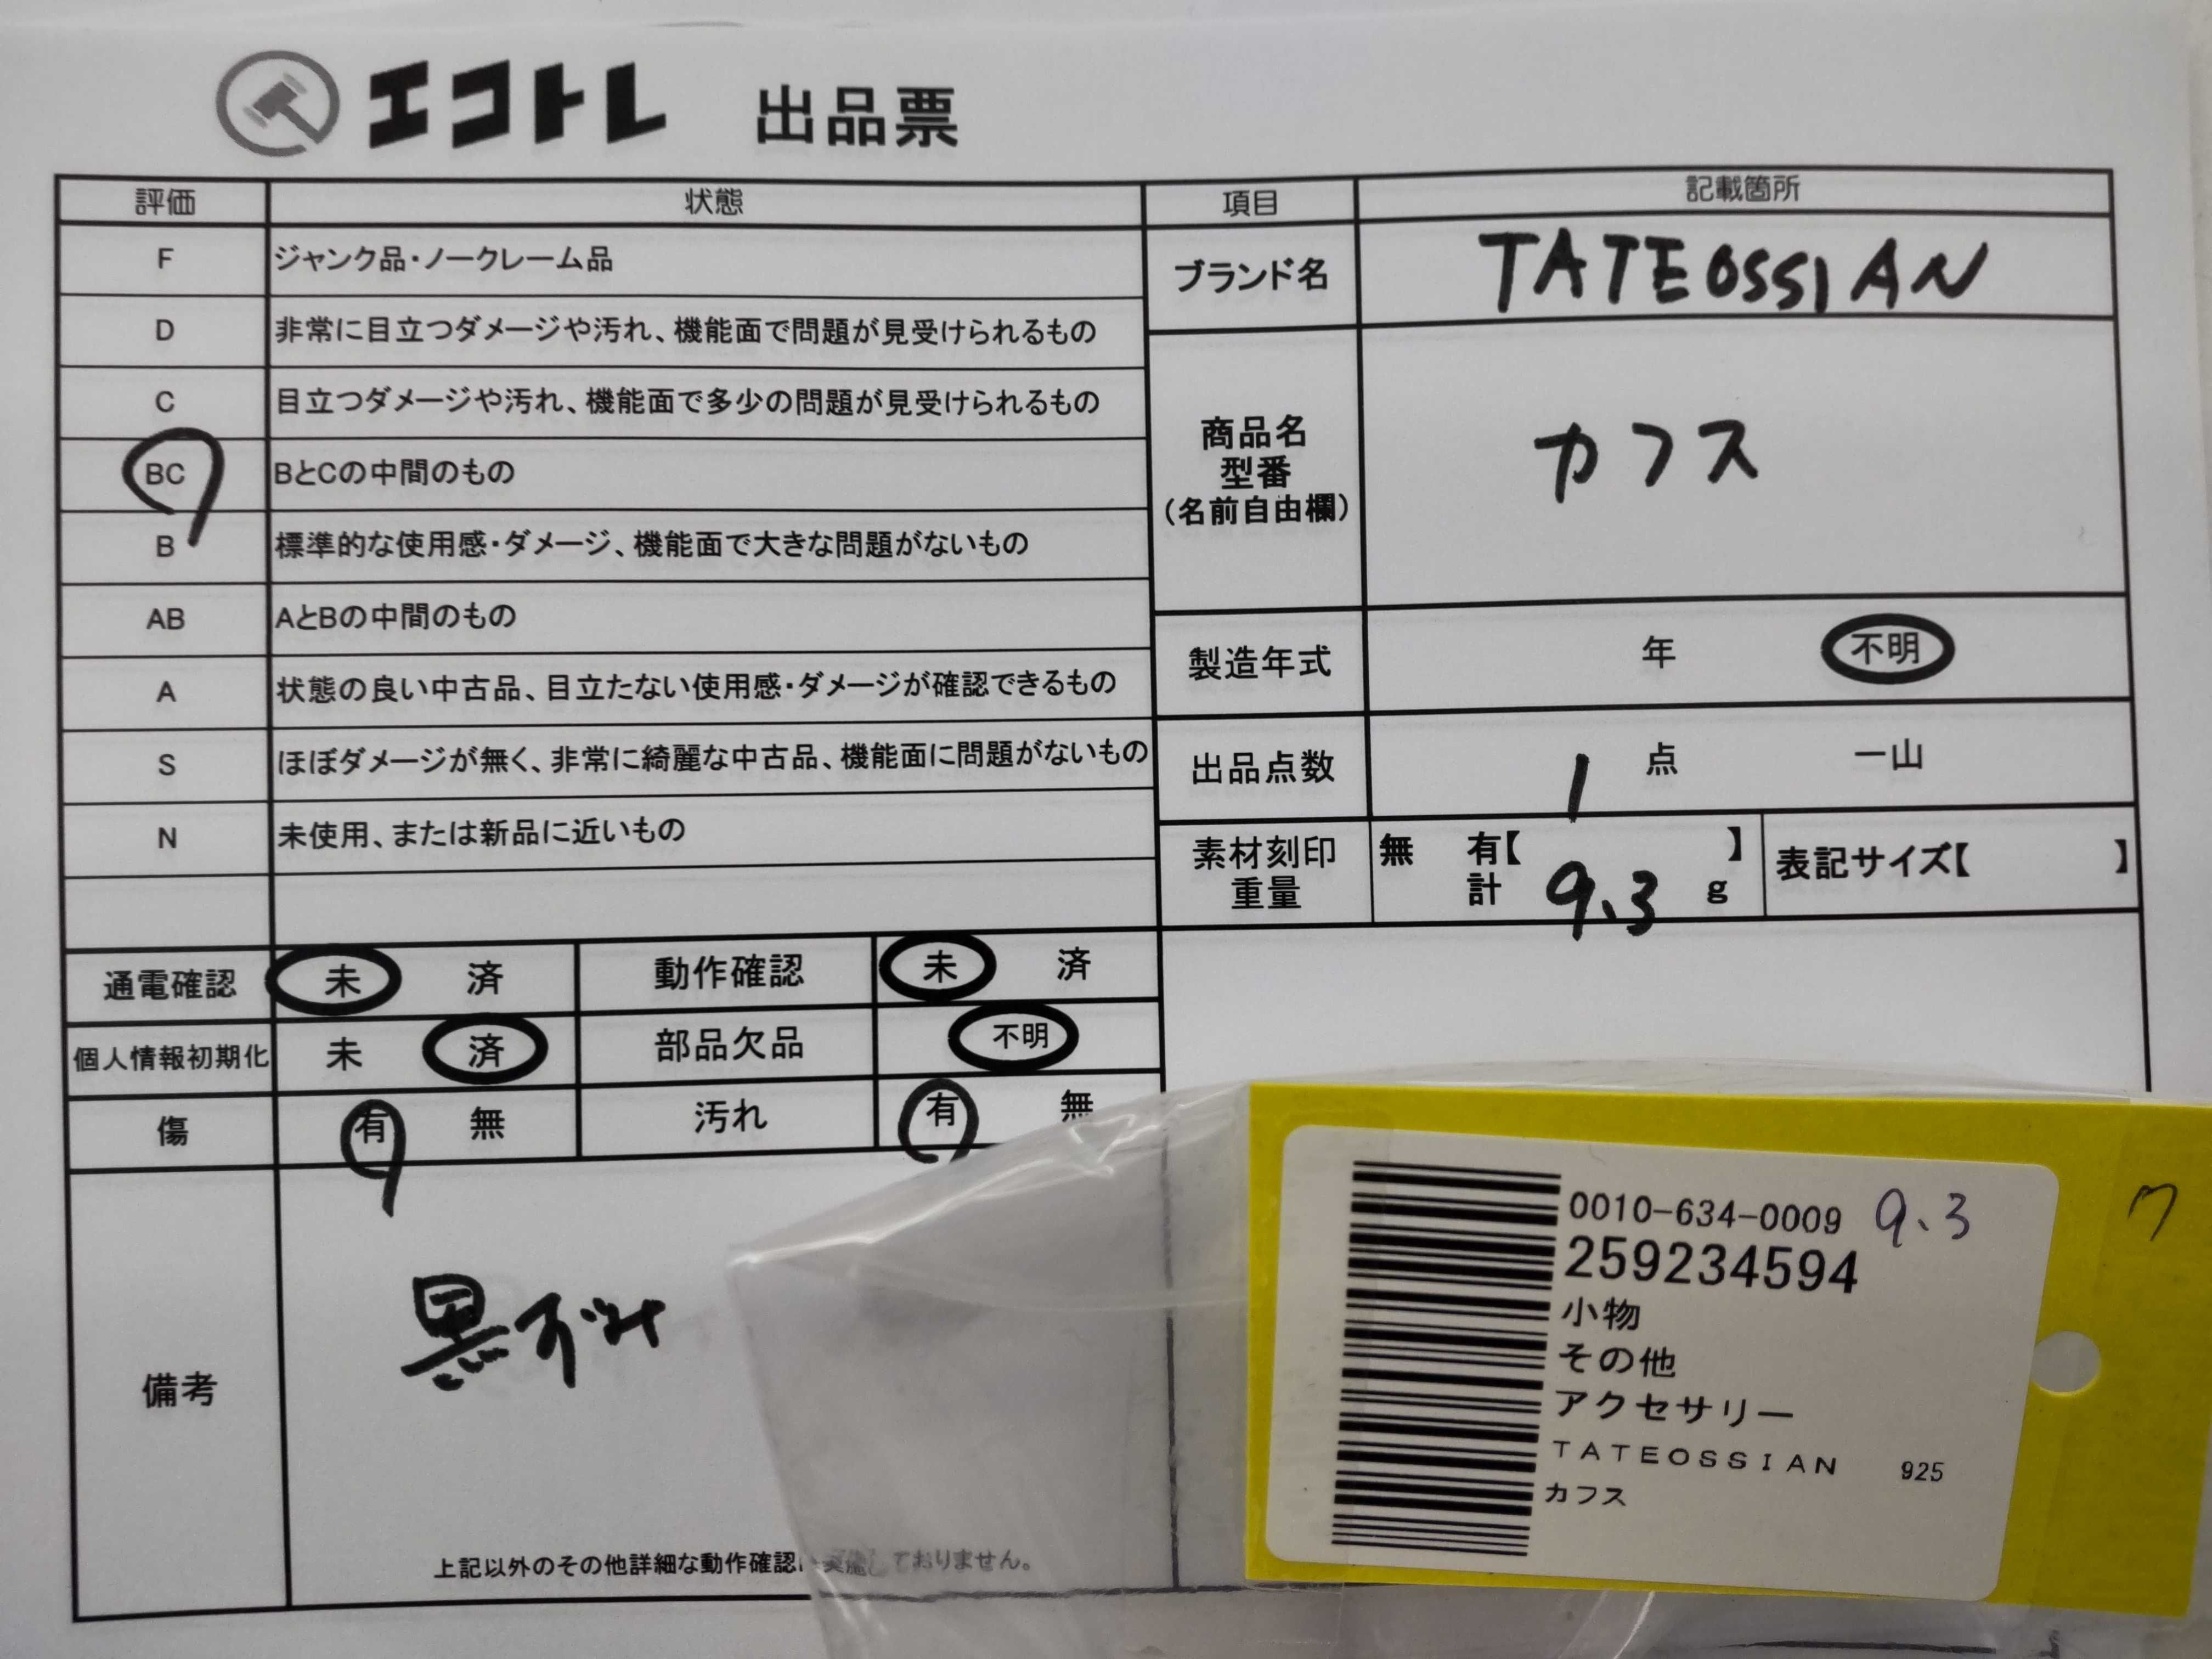 エコトレ 出品票
評価 状態 項目 記載箇所
F ジャンク品・ノークレーム品
D 非常に目立つダメージや汚れ、機能面で問題が見受けられるもの
C 目立つダメージや汚れ、機能面で多少の問題が見受けられるもの
BC BとCの中間のもの
B 標準的な使用感・ダメージ、機能面で大きな問題がないもの
AB AとBの中間のもの
A 状態の良い中古品、目立たない使用感・ダメージが確認できるもの
S ほぼダメージが無く、非常に綺麗な中古品、機能面に問題がないもの
N 未使用、または新品に近いもの
ブランド名 TATEOSSIAN
商品名
型番
(名前自由欄)
カフス
製造年式 年 不明
出品点数 1 点 一山
素材刻印 無 有【 】 表記サイズ【 】
重量 計 9.3 g
通電確認 未 済 動作確認 未 済
個人情報初期化 未 済 部品欠品 不明
傷 有 無 汚れ 有 無
備考
黒ずみ
上記以外のその他詳細な動作確認は実施しておりません。
0010-634-0009 9.3
259234594
小物
その他
アクセサリー
TATEOSSIAN 925
カフス